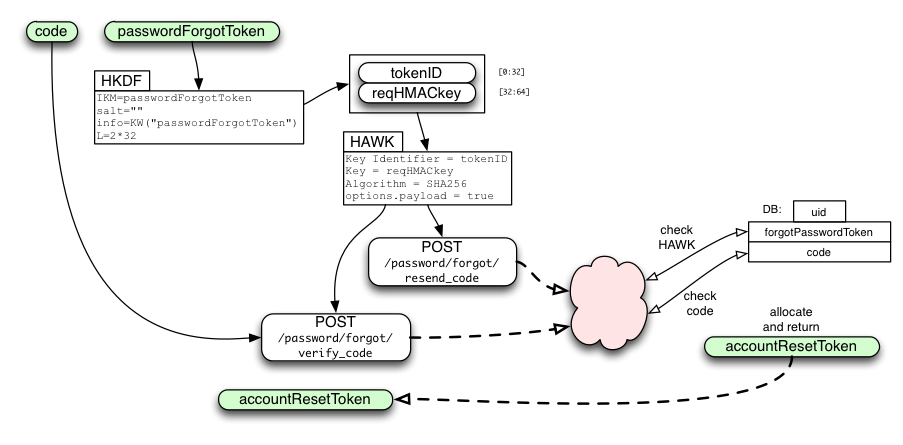 code
passwordForgotToken
HKDF
IKM=passwordForgotToken
salt=""
info=KW("passwordForgotToken")
L=2*32
tokenID
[0:32]
reqHMACkey
[32:64]
HAWK
Key Identifier = tokenID
Key = reqHMACkey
Algorithm = SHA256
options.payload = true
POST
/password/forgot/
resend_code
POST
/password/forgot/
verify_code
check
HAWK
check
code
DB:
uid
forgotPasswordToken
code
allocate
and return
accountResetToken
accountResetToken